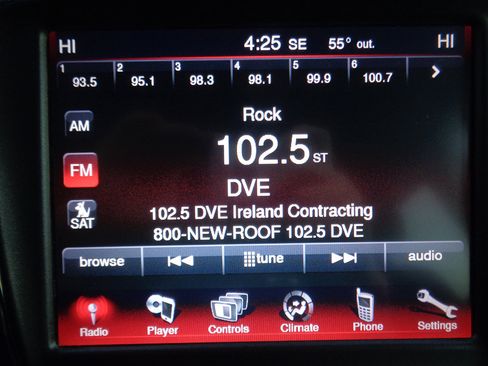 HI 4:25 SE 55° out. HI
1 93.5 2 95.1 3 98.3 4 98.1 5 99.9 6 100.7
Rock
AM
102.5 ST
FM
DVE
SAT
102.5 DVE Ireland Contracting
800-NEW-ROOF 102.5 DVE
browse tune audio
Radio Player Controls Climate Phone Settings